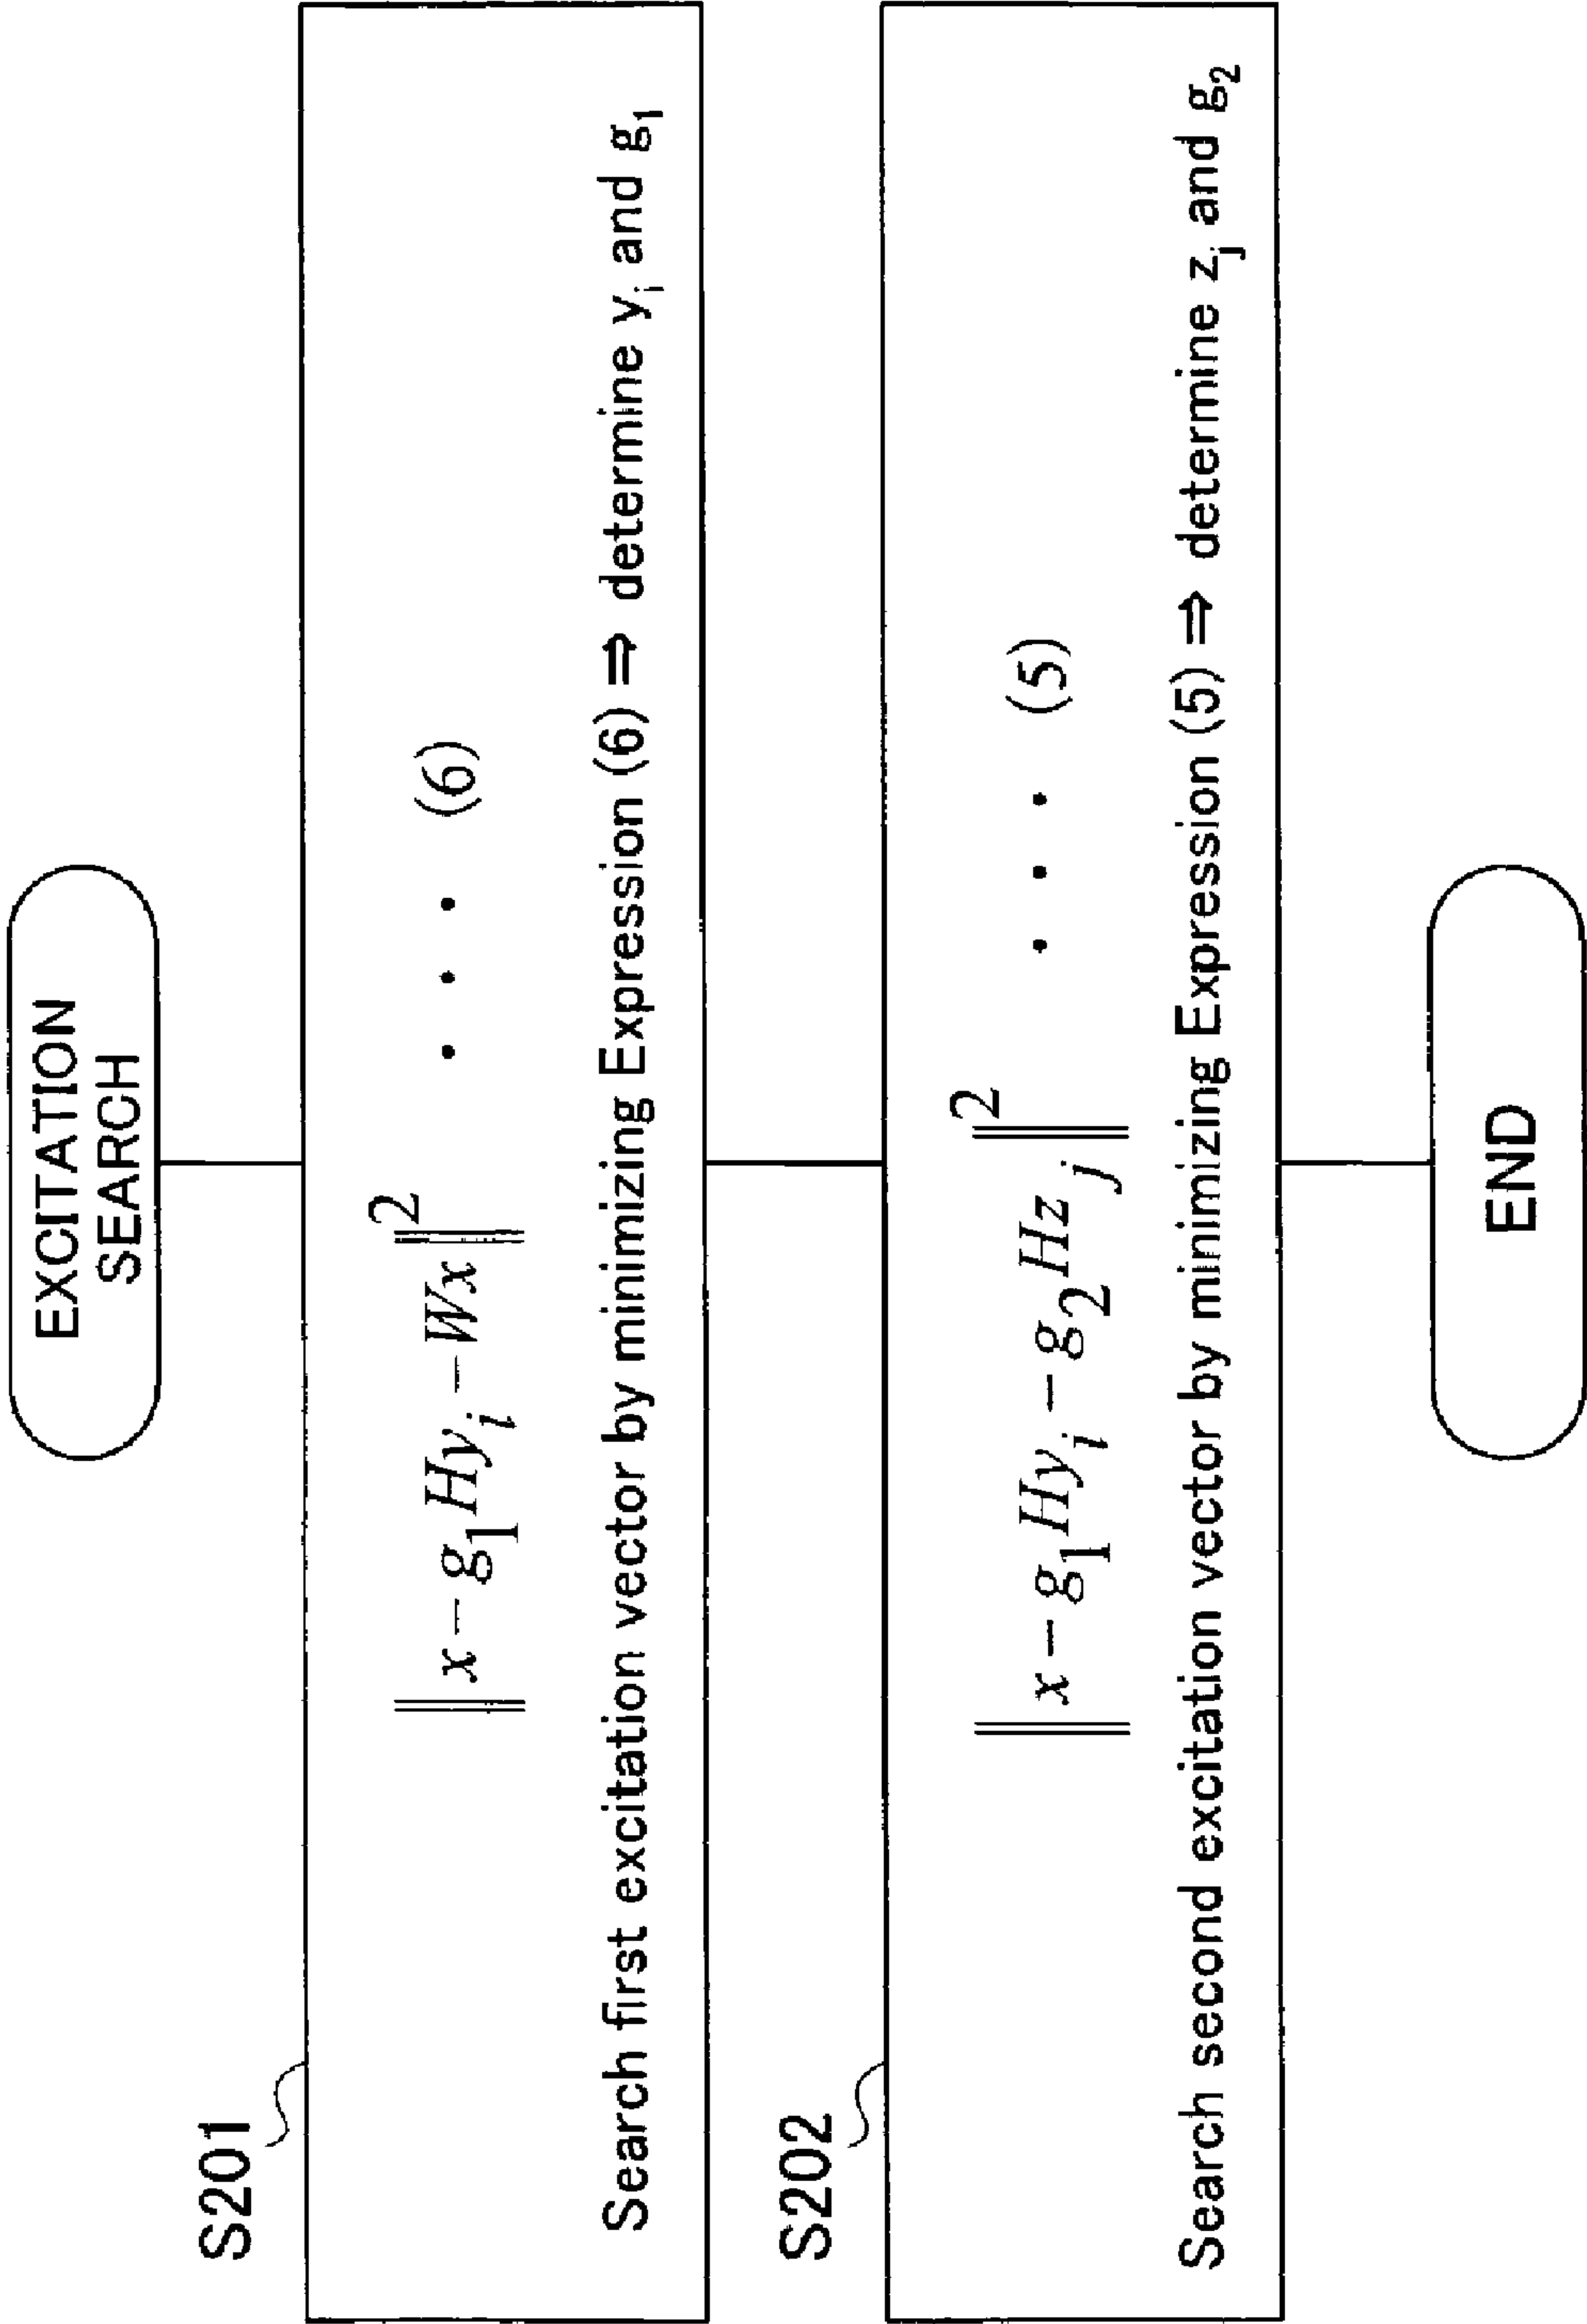 EXCITATION
SEARCH
S201
‖x − g₁Hyᵢ − Wx‖² • • • (6)
Search first excitation vector by minimizing Expression (6) ⇒ determine yᵢ and g₁
S202
‖x − g₁Hyᵢ − g₂Hzⱼ‖² • • • (5)
Search second excitation vector by minimizing Expression (5) ⇒ determine zⱼ and g₂
END